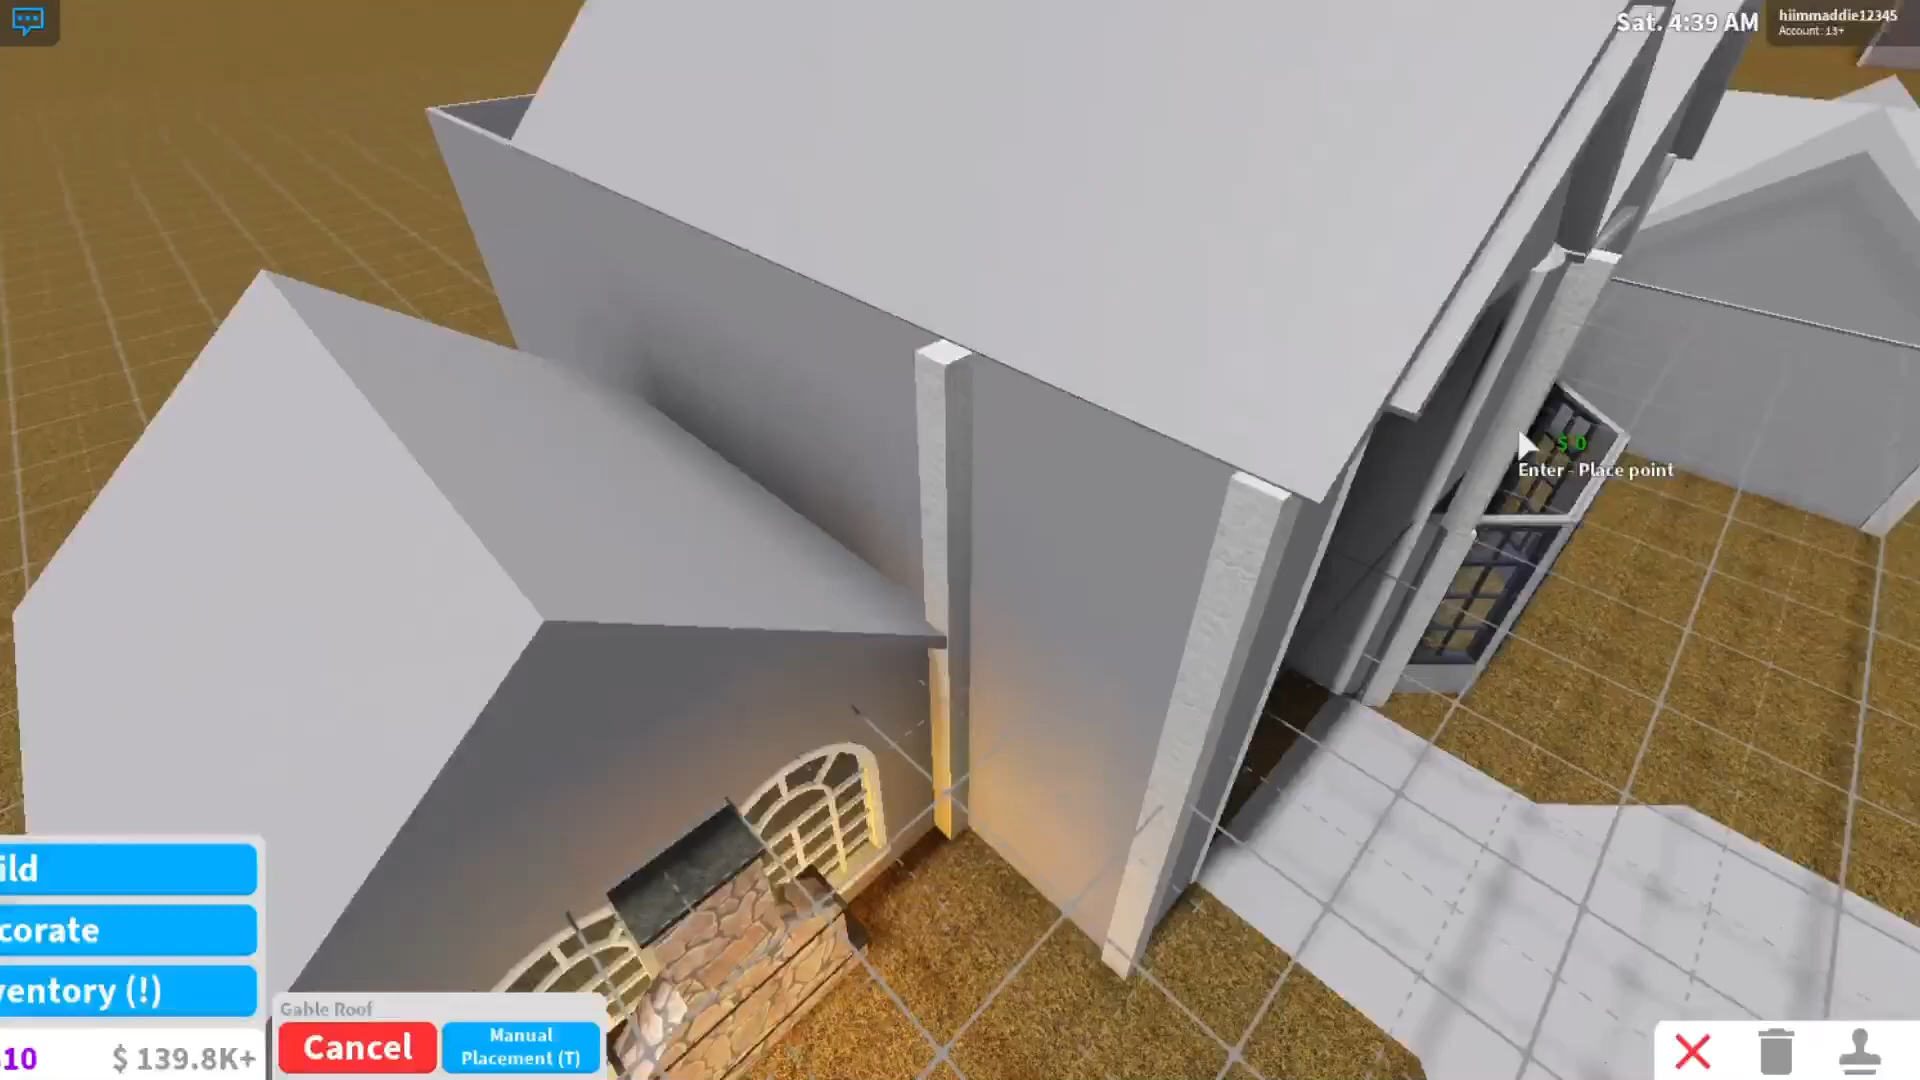 Sat. 4:39 AM
hiimmaddie12345
Account: 13+
$ 0
Enter - Place point
ild
corate
ventory (!)
10
$ 139.8K+
Gable Roof
Cancel
Manual
Placement (T)